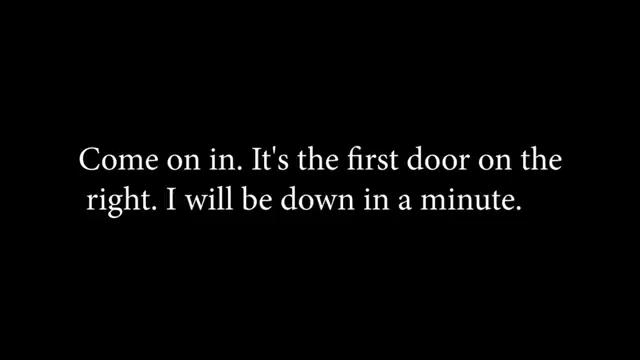 Come on in. It's the first door on the
right. I will be down in a minute.